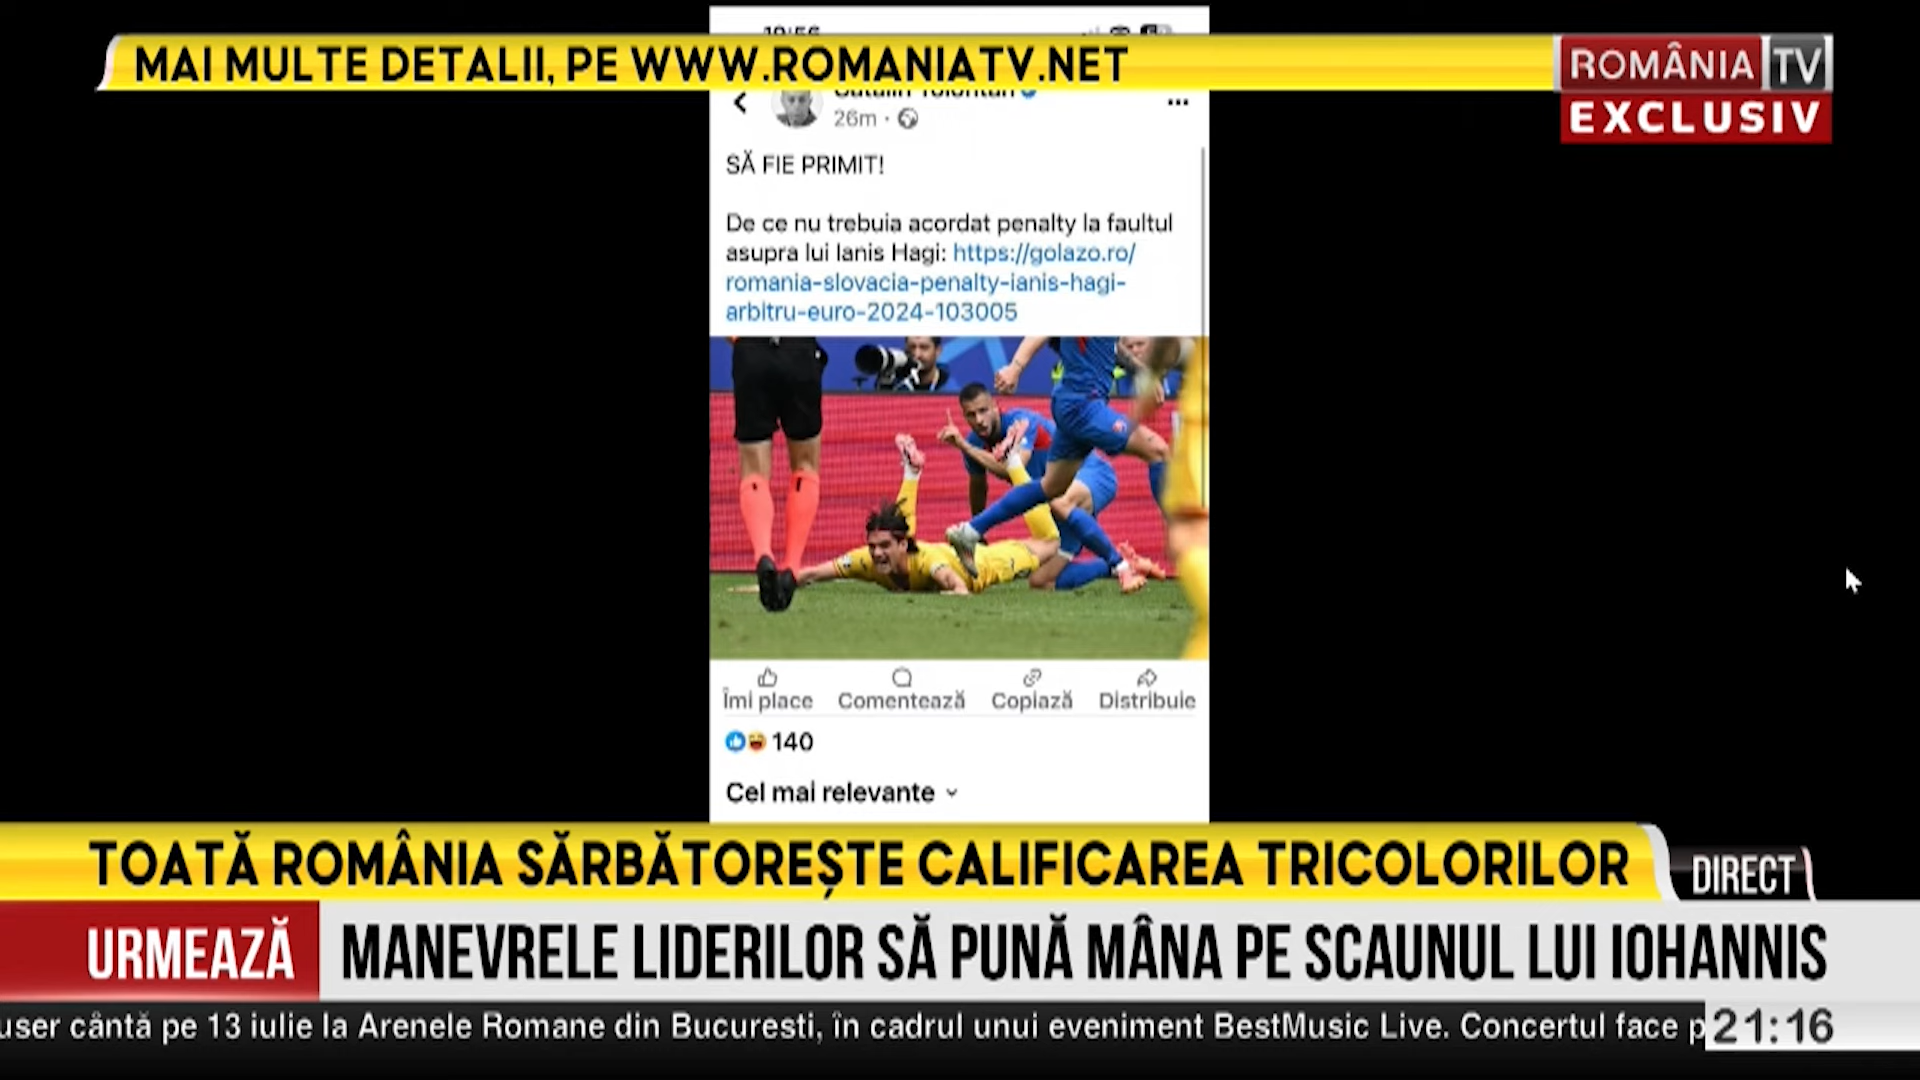 19:56
MAI MULTE DETALII, PE WWW.ROMANIATV.NET
ROMÂNIA TV
EXCLUSIV
26m
SĂ FIE PRIMIT!
De ce nu trebuia acordat penalty la faultul
asupra lui Ianis Hagi: https://golazo.ro/
romania-slovacia-penalty-ianis-hagi-
arbitru-euro-2024-103005
Îmi place Comentează Copiază Distribuie
140
Cel mai relevante
TOATĂ ROMÂNIA SĂRBĂTOREȘTE CALIFICAREA TRICOLORILOR
DIRECT
URMEAZĂ MANEVRELE LIDERILOR SĂ PUNĂ MÂNA PE SCAUNUL LUI IOHANNIS
user cântă pe 13 iulie la Arenele Romane din Bucuresti, în cadrul unui eveniment BestMusic Live. Concertul face p
21:16